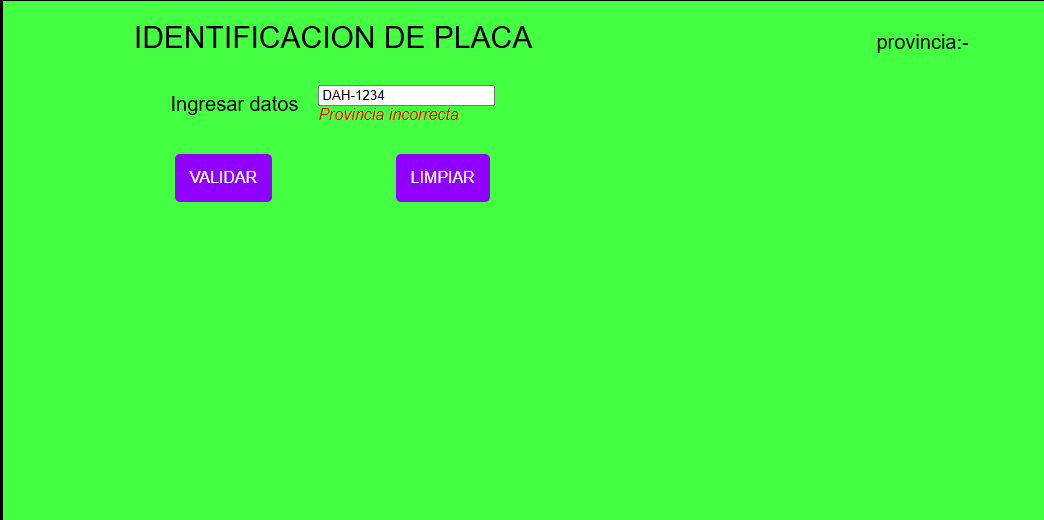 IDENTIFICACION DE PLACA
provincia:-
Ingresar datos
DAH-1234
Provincia incorrecta
VALIDAR
LIMPIAR